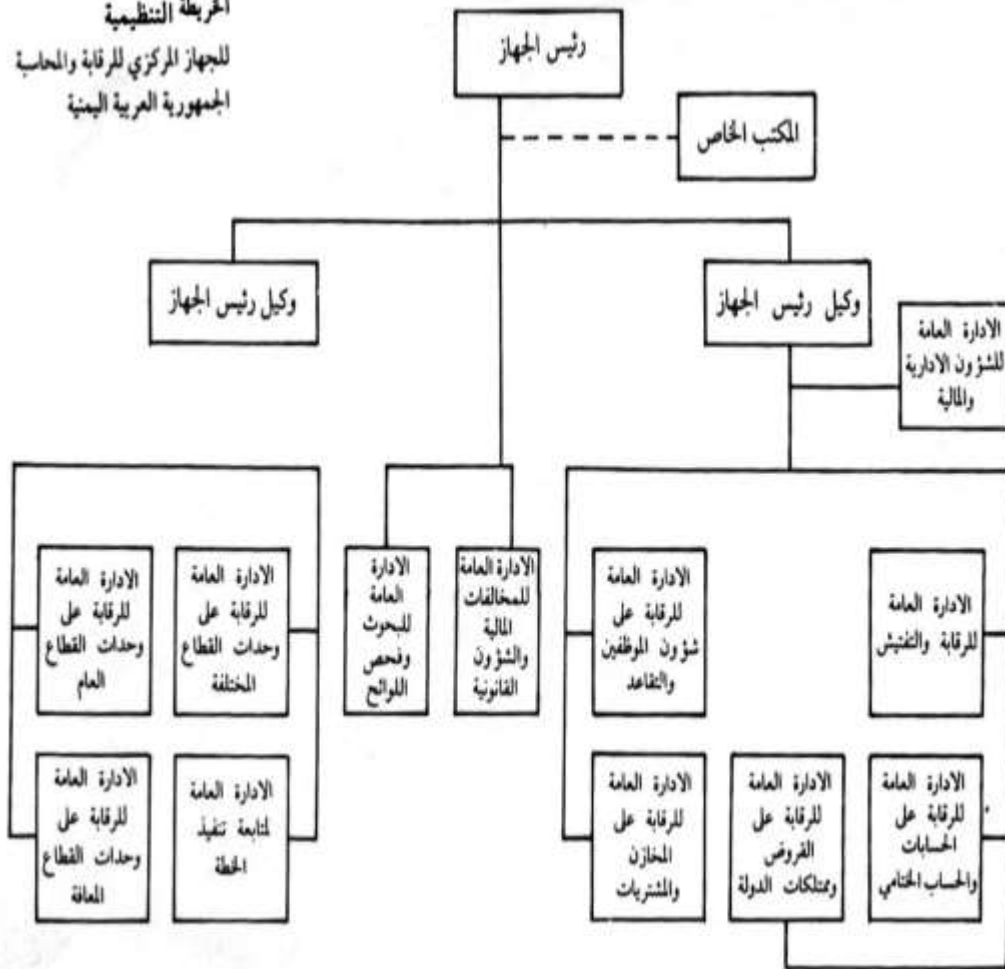 الخريطة التنظيمية
للجهاز المركزي للرقابة والمحاسبة
الجمهورية العربية اليمنية
رئيس الجهاز
المكتب الخاص
وكيل رئيس الجهاز
وكيل رئيس الجهاز
الادارة العامة
للشؤون الادارية
والمالية
الادارة العامة
للرقابة والتفتيش
الادارة العامة
للرقابة على
شؤون الموظفين
والتقاعد
الادارة العامة
للمخالفات
المالية
والشؤون
القانونية
الادارة
العامة
للبحوث
وفحص
اللوائح
الادارة العامة
للرقابة على
وحدات القطاع
المختلفة
الادارة العامة
للرقابة على
وحدات القطاع
العام
الادارة العامة
للرقابة على
الحسابات
والحساب الختامي
الادارة العامة
للرقابة على
القروض
وممتلكات الدولة
الادارة العامة
للرقابة على
المخازن
والمشتريات
الادارة العامة
لمتابعة تنفيذ
الخطة
الادارة العامة
للرقابة على
وحدات القطاع
المعافة